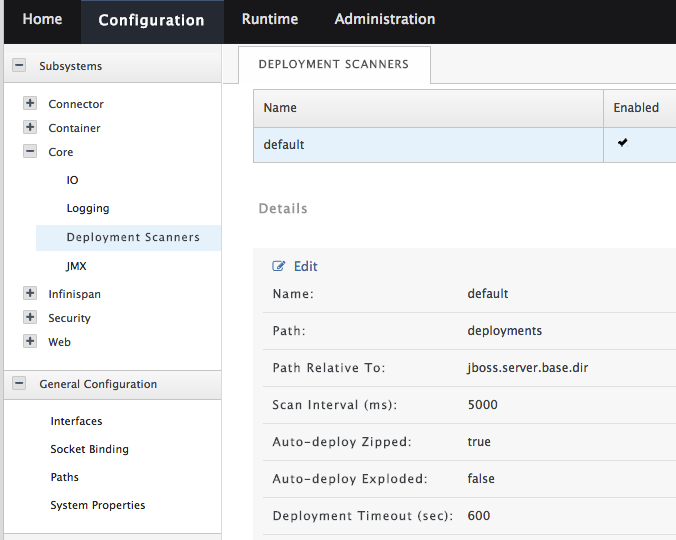 Home Configuration Runtime Administration
Subsystems
Connector
Container
Core
IO
Logging
Deployment Scanners
JMX
Infinispan
Security
Web
General Configuration
Interfaces
Socket Binding
Paths
System Properties
DEPLOYMENT SCANNERS
Name Enabled
default
Details
Edit
Name: default
Path: deployments
Path Relative To: jboss.server.base.dir
Scan Interval (ms): 5000
Auto-deploy Zipped: true
Auto-deploy Exploded: false
Deployment Timeout (sec): 600